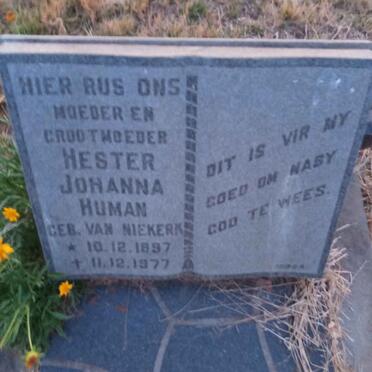 HIER RUS ONS
MOEDER EN
GROOTMOEDER
HESTER
JOHANNA
HUMAN
GEB. VAN NIEKERK
* 10.12.1897
+ 11.12.1977
DIT IS VIR MY
GOED OM NABY
GOD TE WEES.